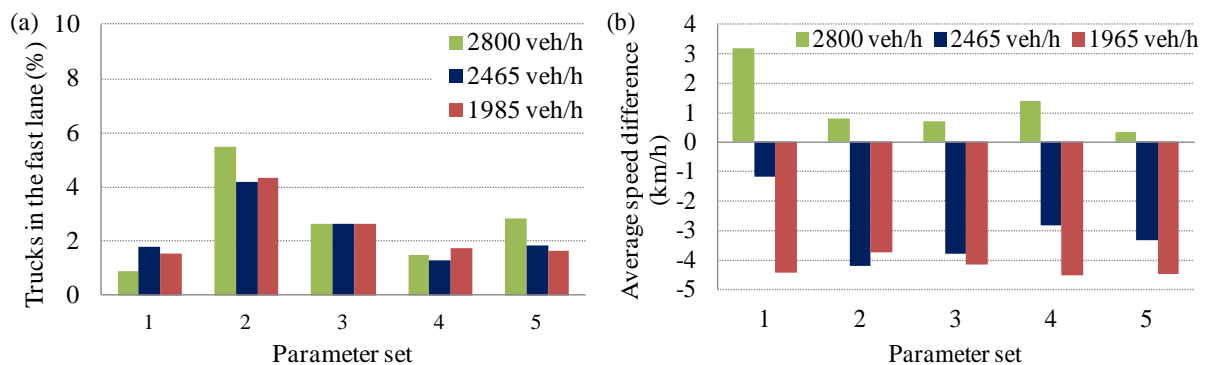 (a)
Trucks in the fast lane (%)
10
8
6
4
2
0
2800 veh/h
2465 veh/h
1985 veh/h
1 2 3 4 5
Parameter set
(b)
Average speed difference
(km/h)
4
3
2
1
0
-1
-2
-3
-4
-5
2800 veh/h 2465 veh/h 1965 veh/h
1 2 3 4 5
Parameter set